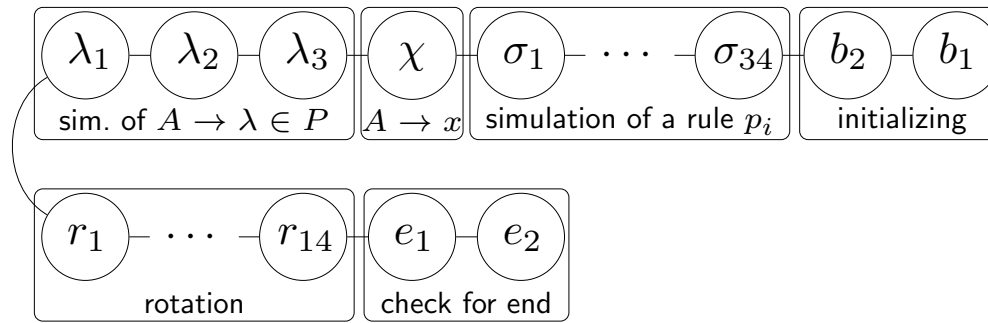 λ₁ λ₂ λ₃ χ σ₁ ⋯ σ₃₄ b₂ b₁
sim. of A → λ ∈ P A → x simulation of a rule pᵢ initializing
r₁ ⋯ r₁₄ e₁ e₂
rotation check for end